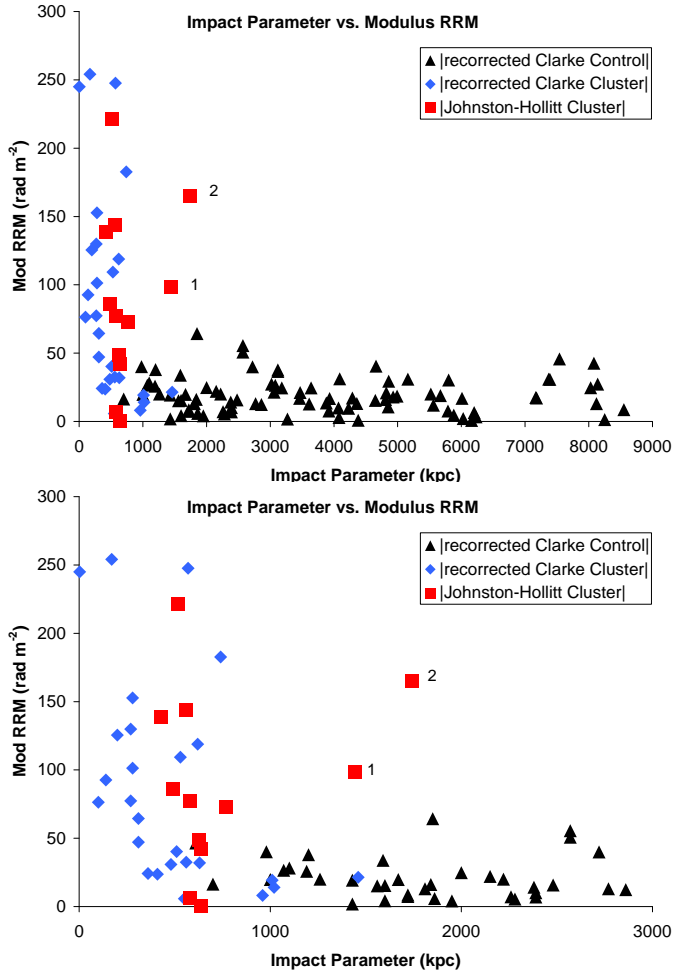 Impact Parameter vs. Modulus RRM
|recorrected Clarke Control|
|recorrected Clarke Cluster|
|Johnston-Hollitt Cluster|
300
250
200
150
100
50
0
Mod RRM (rad m-2)
2
1
0 1000 2000 3000 4000 5000 6000 7000 8000 9000
Impact Parameter (kpc)
Impact Parameter vs. Modulus RRM
|recorrected Clarke Control|
|recorrected Clarke Cluster|
|Johnston-Hollitt Cluster|
300
250
200
150
100
50
0
Mod RRM (rad m-2)
2
1
0 1000 2000 3000
Impact Parameter (kpc)